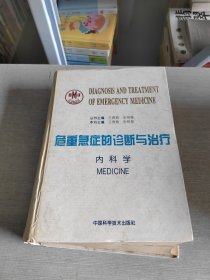 DIAGNOSIS AND TREATMENT
OF EMERGENCY MEDICINE
危重急症的诊断与治疗
内科学
MEDICINE
中国科学技术出版社